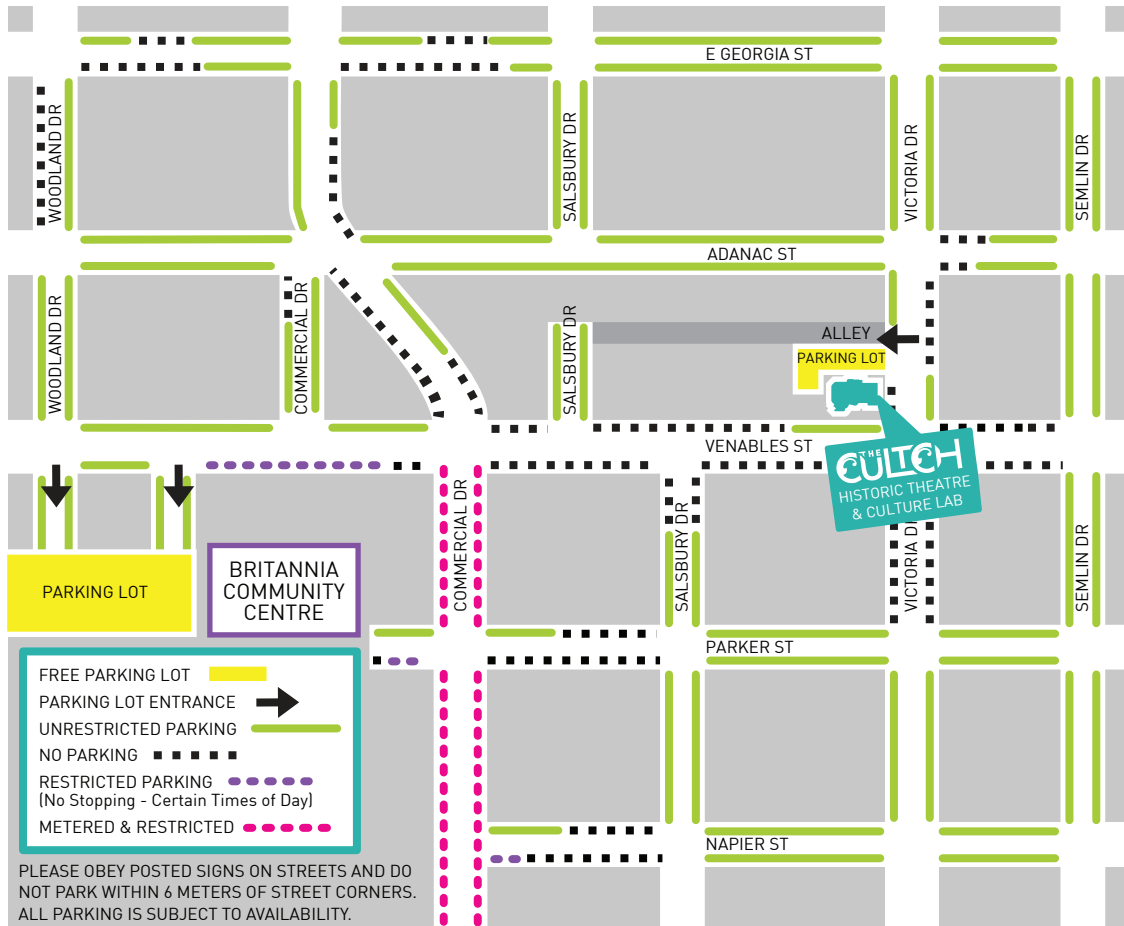 E GEORGIA ST
WOODLAND DR
SALSBURY DR
VICTORIA DR
SEMLIN DR
ADANAC ST
WOODLAND DR
COMMERCIAL DR
SALSBURY DR
ALLEY
PARKING LOT
VENABLES ST
THE
CULTCH
HISTORIC THEATRE
& CULTURE LAB
COMMERCIAL DR
SALSBURY DR
VICTORIA DR
SEMLIN DR
PARKING LOT
BRITANNIA
COMMUNITY
CENTRE
PARKER ST
FREE PARKING LOT
PARKING LOT ENTRANCE
UNRESTRICTED PARKING
NO PARKING
RESTRICTED PARKING
(No Stopping - Certain Times of Day)
METERED & RESTRICTED
NAPIER ST
PLEASE OBEY POSTED SIGNS ON STREETS AND DO
NOT PARK WITHIN 6 METERS OF STREET CORNERS.
ALL PARKING IS SUBJECT TO AVAILABILITY.